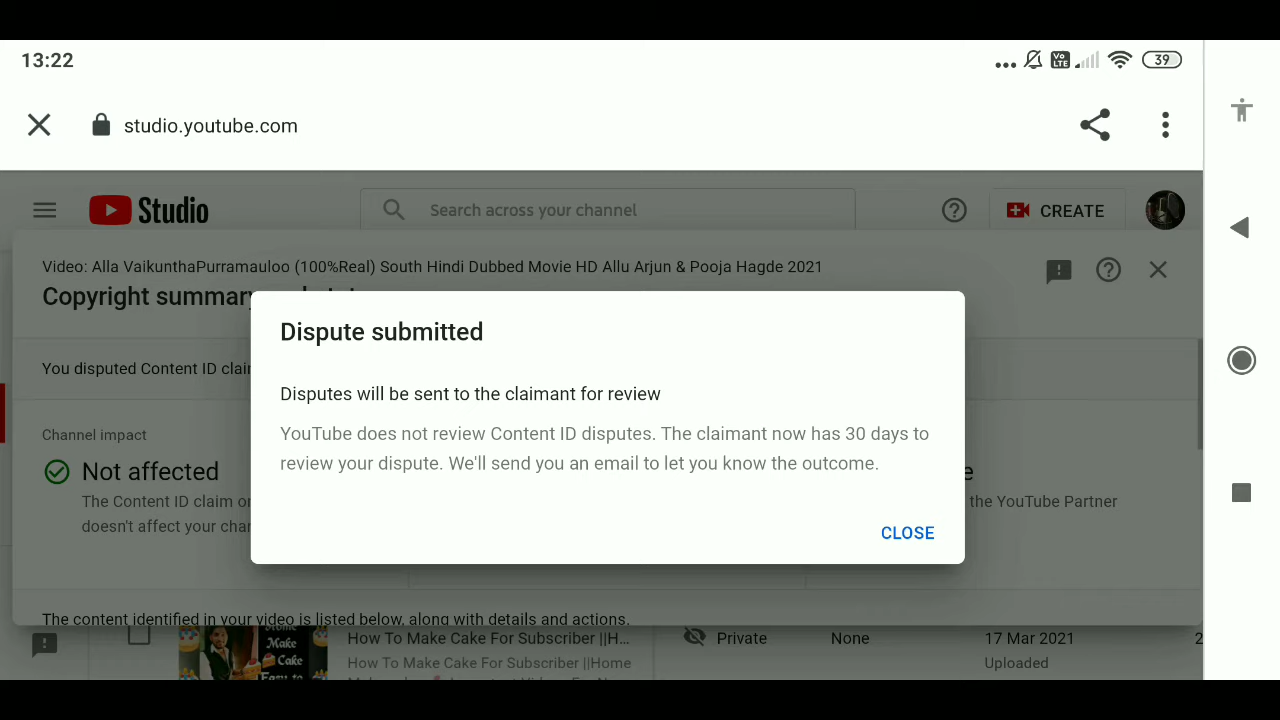 13:22
Vo LTE
39
studio.youtube.com
Studio
Search across your channel
CREATE
Video: Alla VaikunthaPurramauloo (100%Real) South Hindi Dubbed Movie HD Allu Arjun & Pooja Hagde 2021
Copyright summary
Dispute submitted
You disputed Content ID clai
Disputes will be sent to the claimant for review
Channel impact
YouTube does not review Content ID disputes. The claimant now has 30 days to
review your dispute. We'll send you an email to let you know the outcome.
Not affected
The Content ID claim o
the YouTube Partner
doesn't affect your cha
CLOSE
The content identified in your video is listed below, along with details and actions.
How To Make Cake For Subscriber ||H...
Private
None
17 Mar 2021
How To Make Cake For Subscriber ||Home
Uploaded
Make
Cake